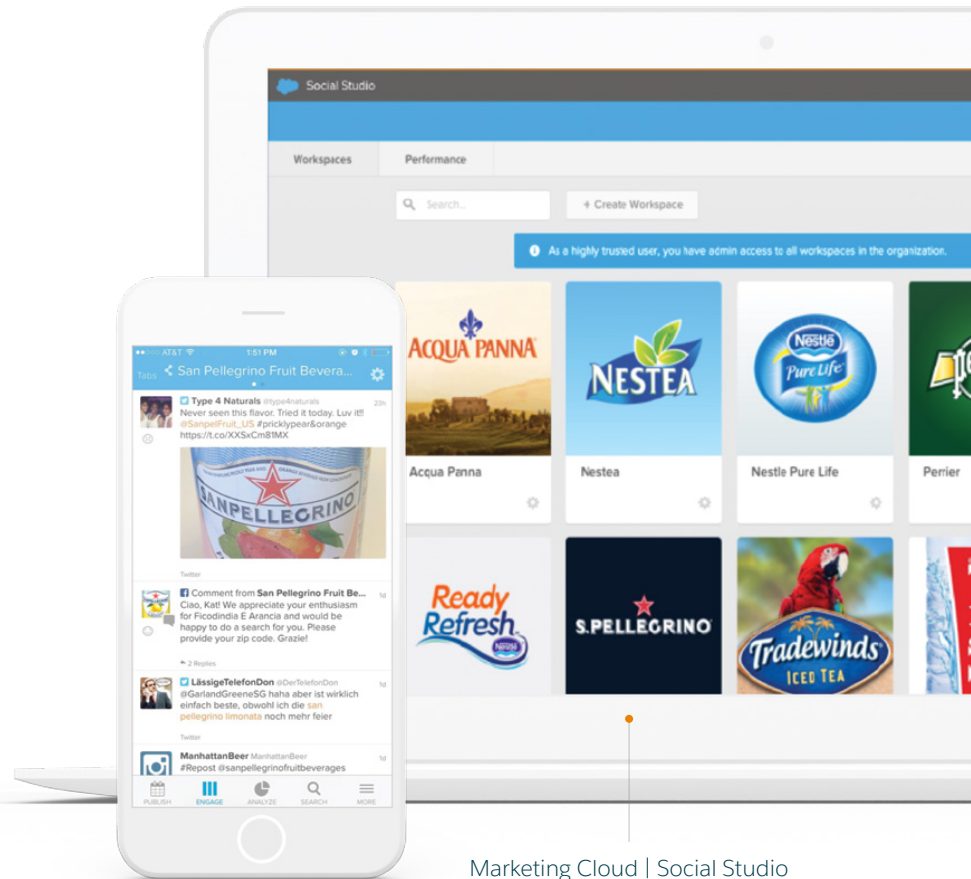 Social Studio
Workspaces
Performance
Search...
+ Create Workspace
As a highly trusted user, you have admin access to all workspaces in the organization.
ACQUA PANNA
NESTEA
Nestlé
Pure Life
Acqua Panna
Nestea
Nestle Pure Life
Perrier
Ready
Refresh
Nestlé
S.PELLEGRINO
Tradewinds
ICED TEA
AT&T
1:51 PM
Tabs
San Pellegrino Fruit Bevera...
Type 4 Naturals @type4naturals
23h
Never seen this flavor. Tried it today. Luv it!!
@SanpelFruit_US #pricklypear&orange
https://t.co/XXSxCm81MX
SANPELLEGRINO
Twitter
Comment from San Pellegrino Fruit Be...
1d
Ciao, Kat! We appreciate your enthusiasm
for Ficodindia E Arancia and would be
happy to do a search for you. Please
provide your zip code. Grazie!
2 Replies
LässigeTelefonDon @DerTelefonDon
1d
@GarlandGreeneSG haha aber ist wirklich
einfach beste, obwohl ich die san
pellegrino limonata noch mehr feier
Twitter
ManhattanBeer ManhattanBeer
1d
#Repost @sanpellegrinofruitbeverages
PUBLISH
ENGAGE
ANALYZE
SEARCH
MORE
Marketing Cloud | Social Studio